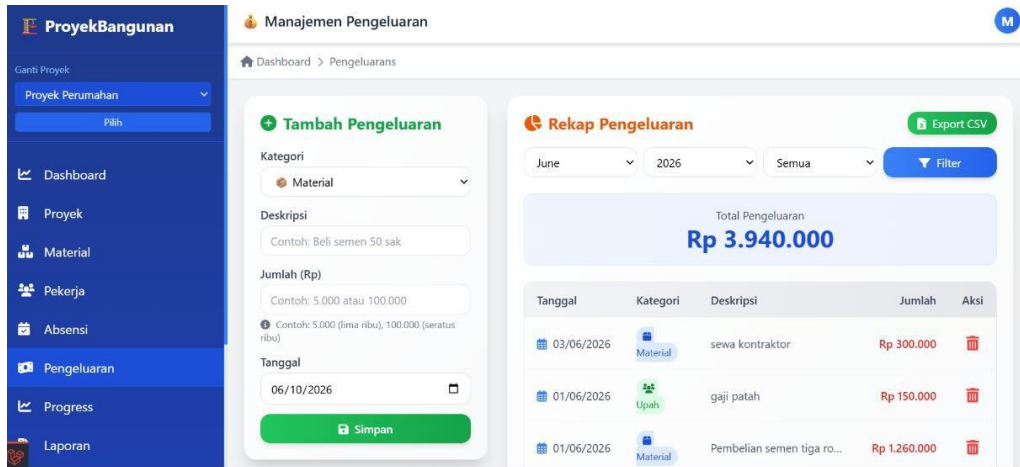 ProyekBangunan
Ganti Proyek
Proyek Perumahan
Pilih
Dashboard
Proyek
Material
Pekerja
Absensi
Pengeluaran
Progress
Laporan
Manajemen Pengeluaran
M
Dashboard > Pengeluarans
Tambah Pengeluaran
Kategori
Material
Deskripsi
Contoh: Beli semen 50 sak
Jumlah (Rp)
Contoh: 5.000 atau 100.000
Contoh: 5.000 (lima ribu), 100.000 (seratus
ribu)
Tanggal
06/10/2026
Simpan
Rekap Pengeluaran
Export CSV
June 2026 Semua Filter
Total Pengeluaran
Rp 3.940.000
Tanggal Kategori Deskripsi Jumlah Aksi
03/06/2026 Material sewa kontraktor Rp 300.000
01/06/2026 Upah gaji patah Rp 150.000
01/06/2026 Material Pembelian semen tiga ro... Rp 1.260.000